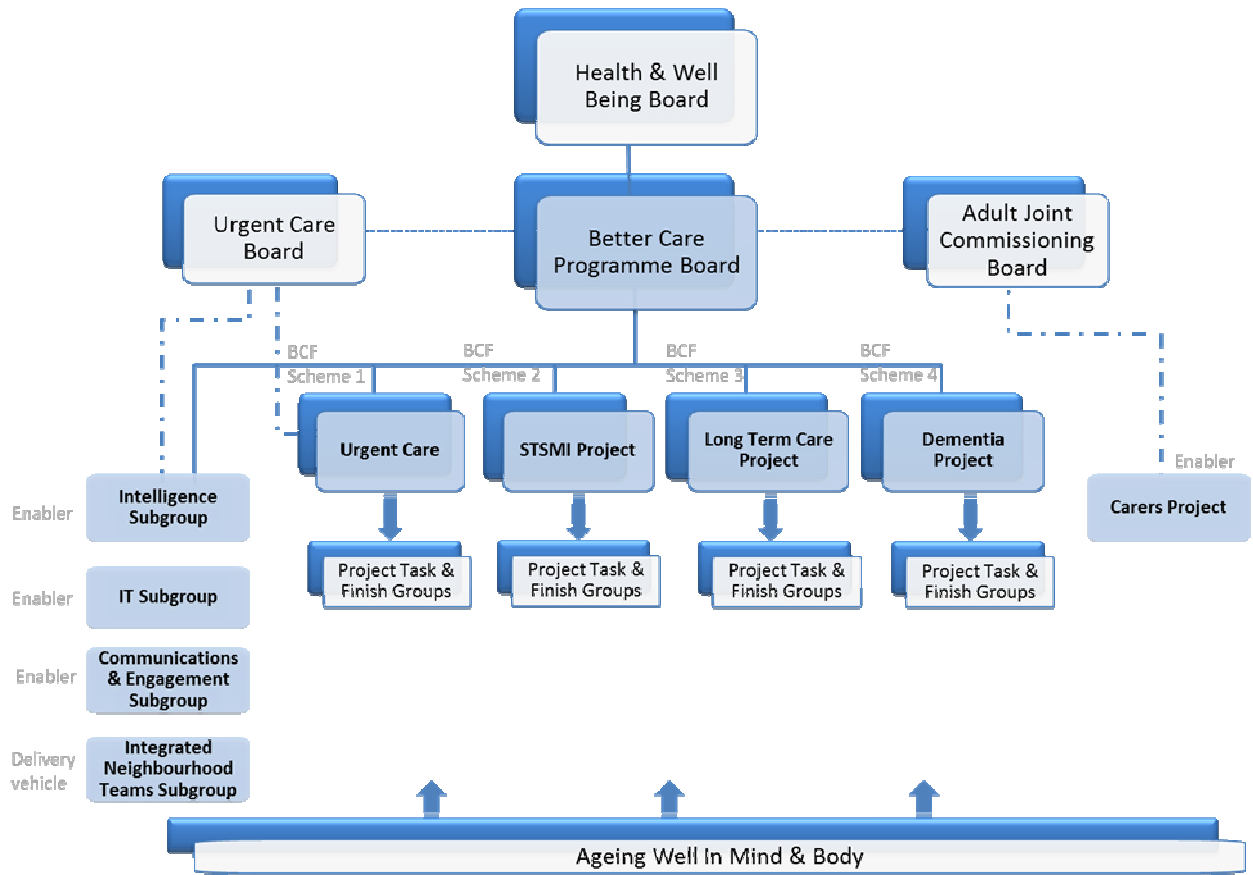 Health & Well
Being Board
Urgent Care
Board
Better Care
Programme Board
Adult Joint
Commissioning
Board
BCF
Scheme 1
BCF
Scheme 2
BCF
Scheme 3
BCF
Scheme 4
Urgent Care
STSMI Project
Long Term Care
Project
Dementia
Project
Enabler
Intelligence
Subgroup
Enabler
Carers Project
Project Task &
Finish Groups
Project Task &
Finish Groups
Project Task &
Finish Groups
Project Task &
Finish Groups
Enabler
IT Subgroup
Enabler
Communications
& Engagement
Subgroup
Delivery
vehicle
Integrated
Neighbourhood
Teams Subgroup
Ageing Well In Mind & Body